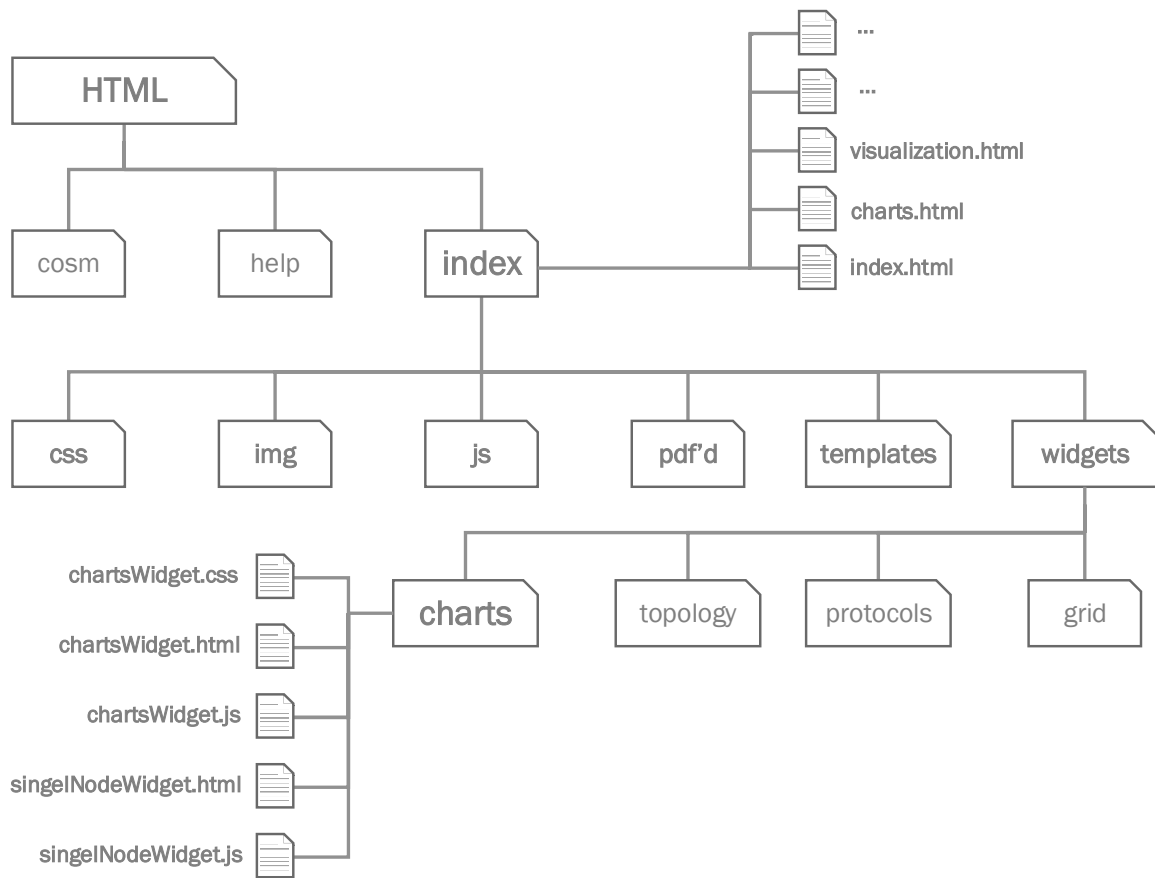 ...
HTML
...
visualization.html
charts.html
cosm
help
index
index.html
css
img
js
pdf'd
templates
widgets
chartsWidget.css
charts
topology
protocols
grid
chartsWidget.html
chartsWidget.js
singelNodeWidget.html
singelNodeWidget.js